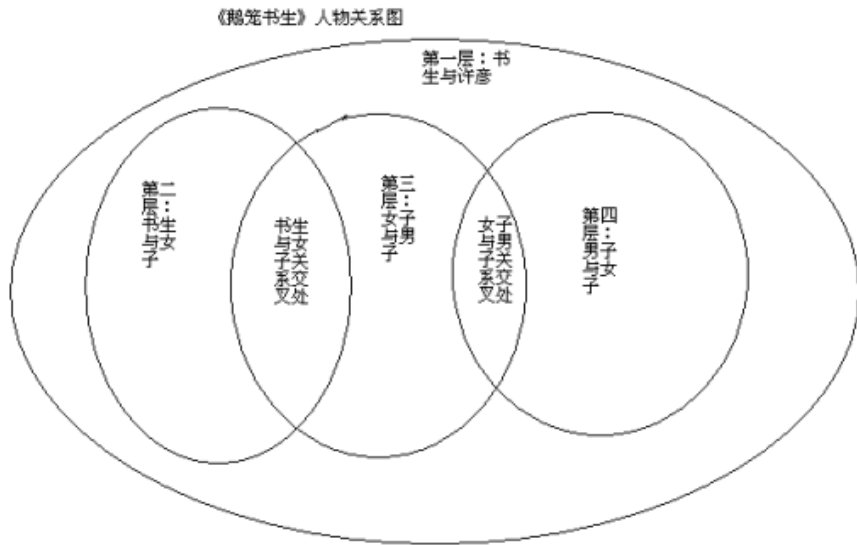 《鹅笼书生》人物关系图
第一层：书
生与许彦
第二
层：
书生
与女
子
书生
与女
子关
系交
叉处
第三
层：
女子
与男
子
女子
与男
子关
系交
叉处
第四
层：
男子
与女
子